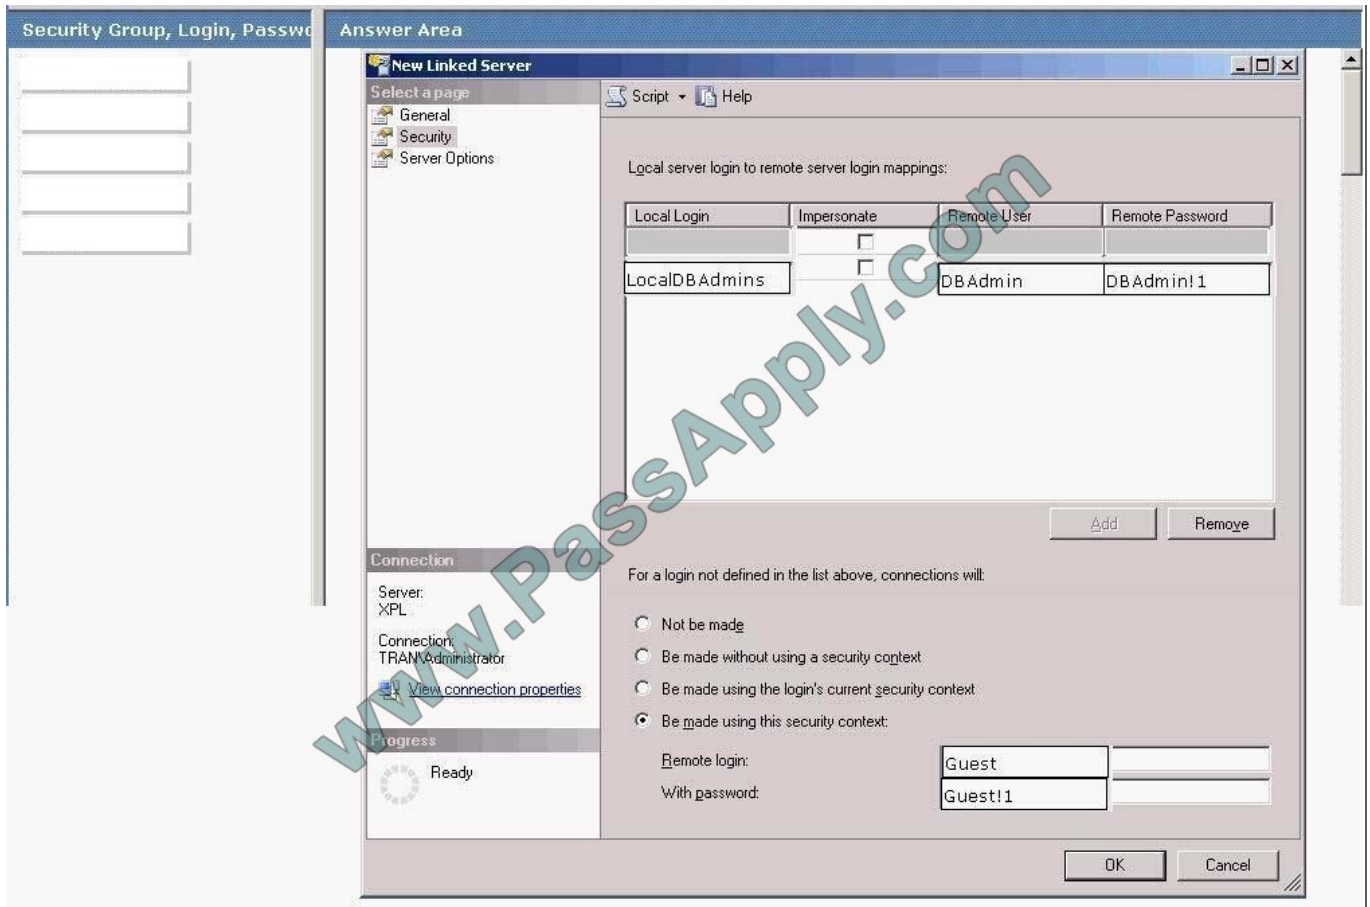 Security Group, Login, Passwo
Answer Area
New Linked Server
Select a page
General
Security
Server Options
Script
Help
Local server login to remote server login mappings:
Local Login Impersonate Remote User Remote Password
LocalDBAdmins DBAdmin DBAdmin!1
Add Remove
Connection
Server:
XPL
Connection:
TRAN\Administrator
View connection properties
Progress
Ready
For a login not defined in the list above, connections will:
Not be made
Be made without using a security context
Be made using the login's current security context
Be made using this security context:
Remote login: Guest
With password: Guest!1
OK Cancel
www.PassApply.com